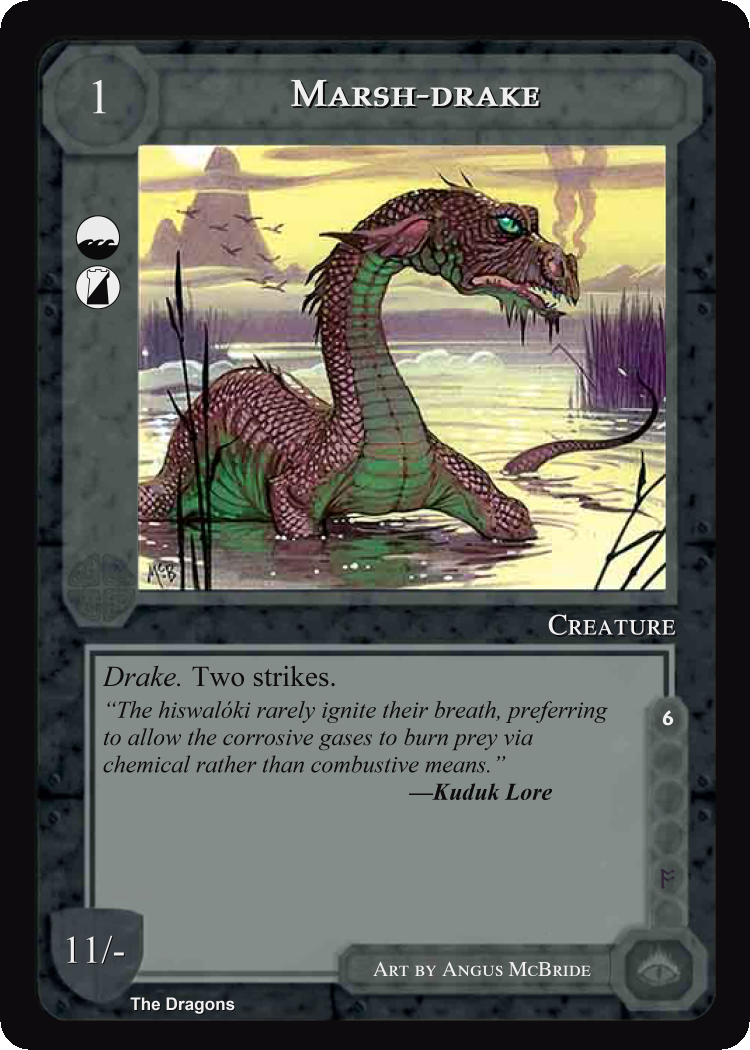 1
Marsh-drake
McB
Creature
Drake. Two strikes.
“The hiswalóki rarely ignite their breath, preferring
to allow the corrosive gases to burn prey via
chemical rather than combustive means.”
—Kuduk Lore
6
ᚩ
11/-
Art by Angus McBride
The Dragons